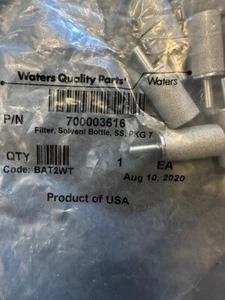 Waters Quality Parts
Waters
P/N 700003616
Filter, Solvent Bottle, SS, PKG 7
QTY 1 EA
Code: BAT2WT Aug 10, 2020
Product of USA